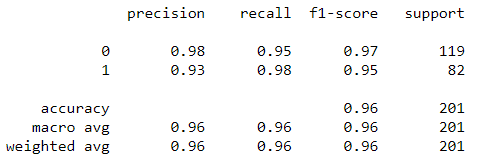 precision recall f1-score support
0 0.98 0.95 0.97 119
1 0.93 0.98 0.95 82
accuracy 0.96 201
macro avg 0.96 0.96 0.96 201
weighted avg 0.96 0.96 0.96 201